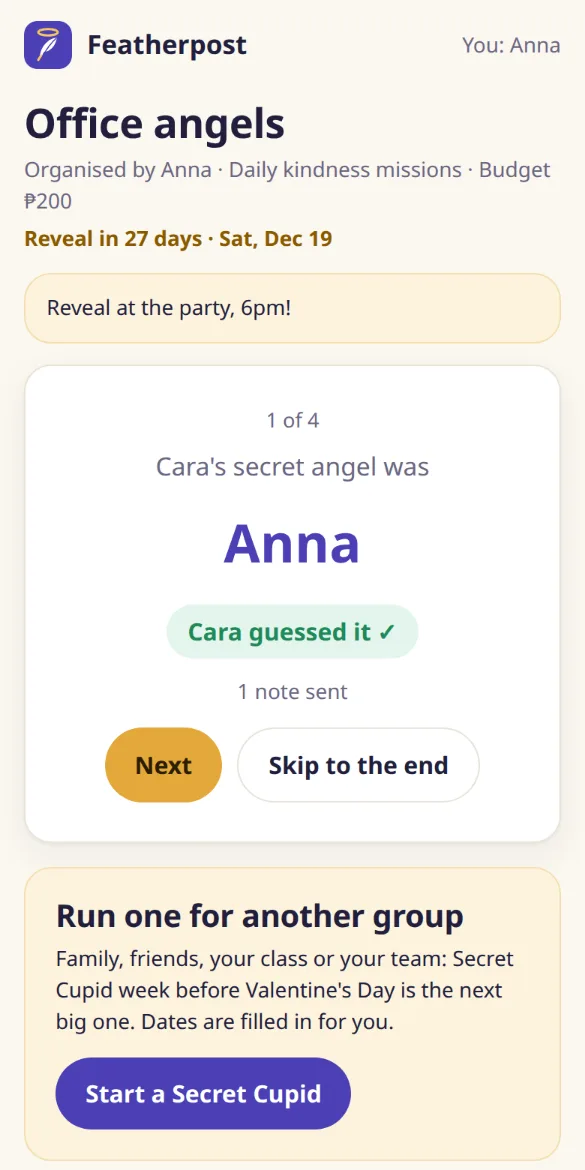 Featherpost
You: Anna
Office angels
Organised by Anna · Daily kindness missions · Budget
₱200
Reveal in 27 days · Sat, Dec 19
Reveal at the party, 6pm!
1 of 4
Cara's secret angel was
Anna
Cara guessed it ✓
1 note sent
Next
Skip to the end
Run one for another group
Family, friends, your class or your team: Secret
Cupid week before Valentine's Day is the next
big one. Dates are filled in for you.
Start a Secret Cupid